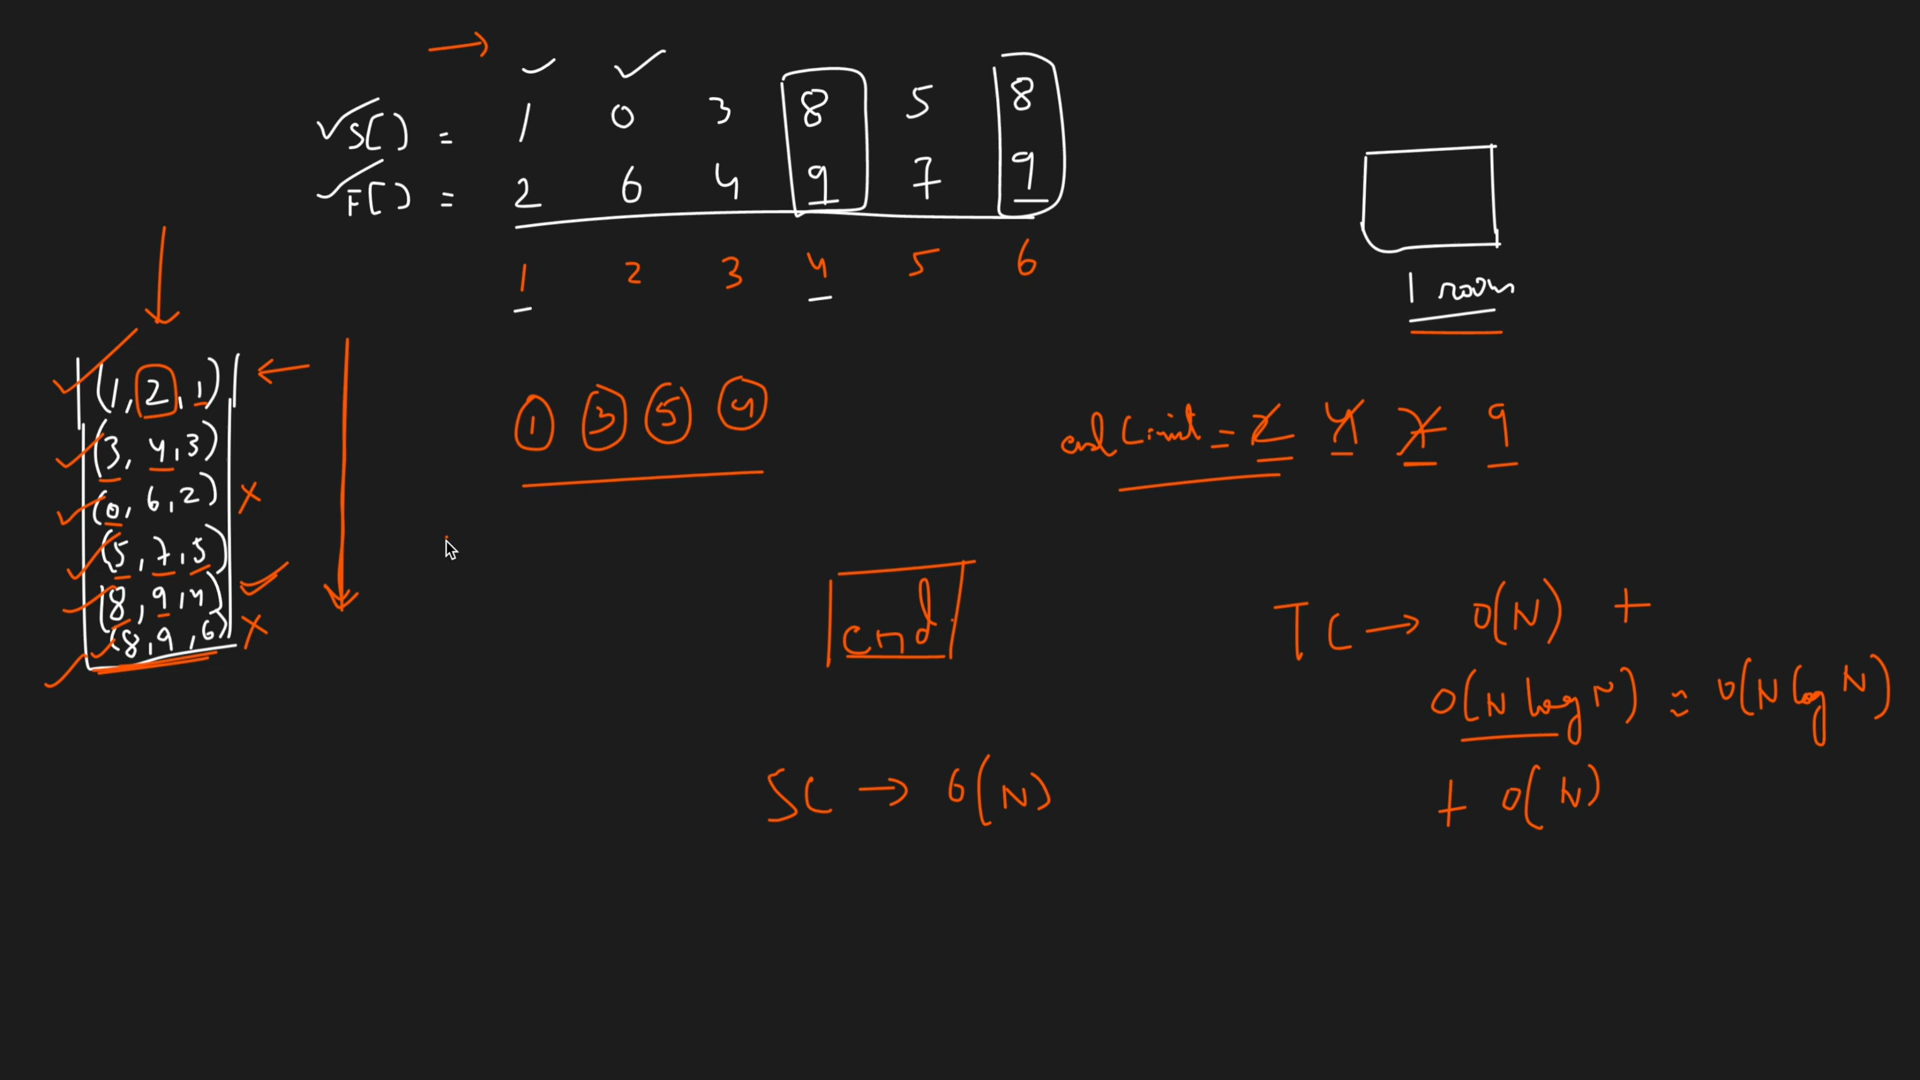 S[] = 1 0 3 8 5 8
F[] = 2 6 4 9 7 9
1 2 3 4 5 6
1 room
(1, 2, 1)
(3, 4, 3)
(0, 6, 2) x
(5, 7, 5)
(8, 9, 4)
(8, 9, 6) x
1 3 5 4
endLimit = 2 4 7 9
cmd
TC → O(N) +
O(N log N) ≈ O(N log N)
+ O(N)
SC → O(N)